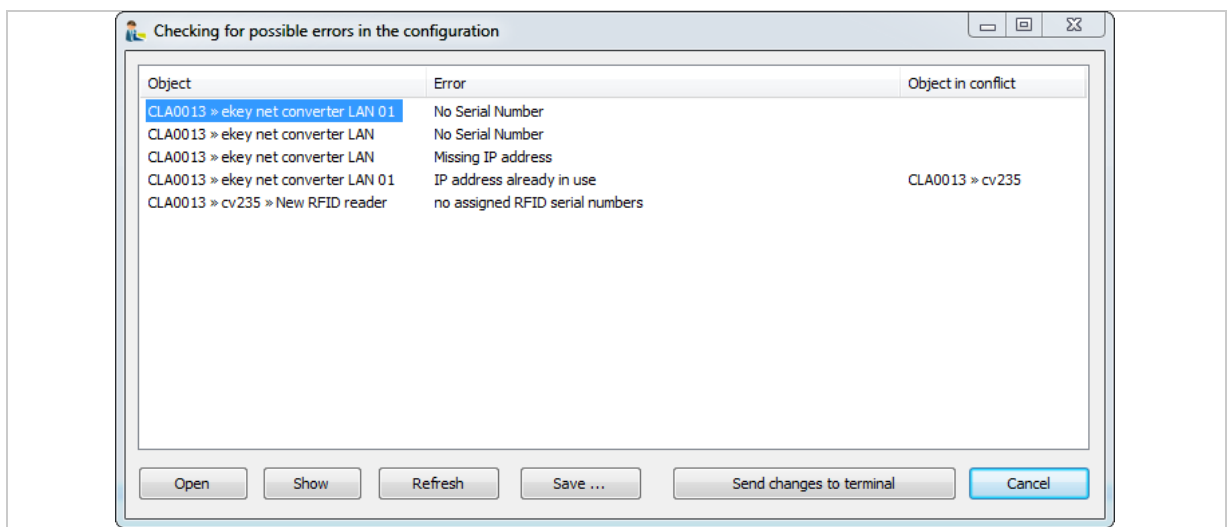 Checking for possible errors in the configuration
Object Error Object in conflict
CLA0013 » ekey net converter LAN 01 No Serial Number
CLA0013 » ekey net converter LAN No Serial Number
CLA0013 » ekey net converter LAN Missing IP address
CLA0013 » ekey net converter LAN 01 IP address already in use CLA0013 » cv235
CLA0013 » cv235 » New RFID reader no assigned RFID serial numbers
Open Show Refresh Save ... Send changes to terminal Cancel